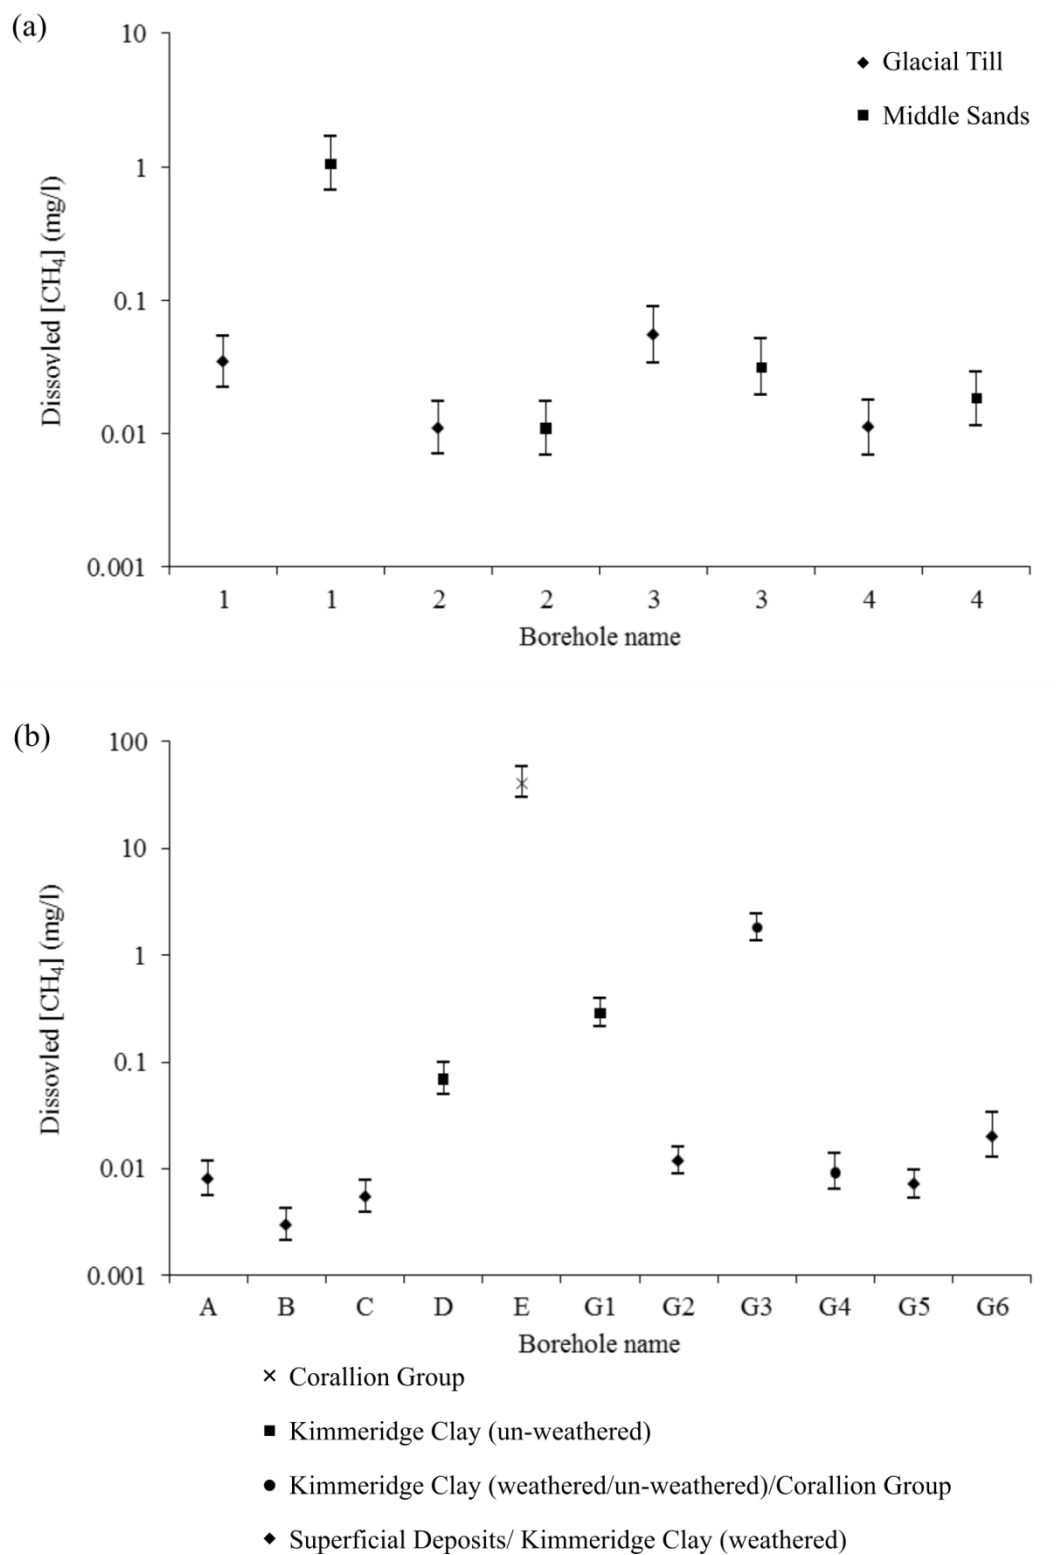 (a)
10
1
0.1
0.01
0.001
Dissovled [CH₄] (mg/l)
Glacial Till
Middle Sands
1 1 2 2 3 3 4 4
Borehole name
(b)
100
10
1
0.1
0.01
0.001
Dissovled [CH₄] (mg/l)
A B C D E G1 G2 G3 G4 G5 G6
Borehole name
Corallion Group
Kimmeridge Clay (un-weathered)
Kimmeridge Clay (weathered/un-weathered)/Corallion Group
Superficial Deposits/ Kimmeridge Clay (weathered)